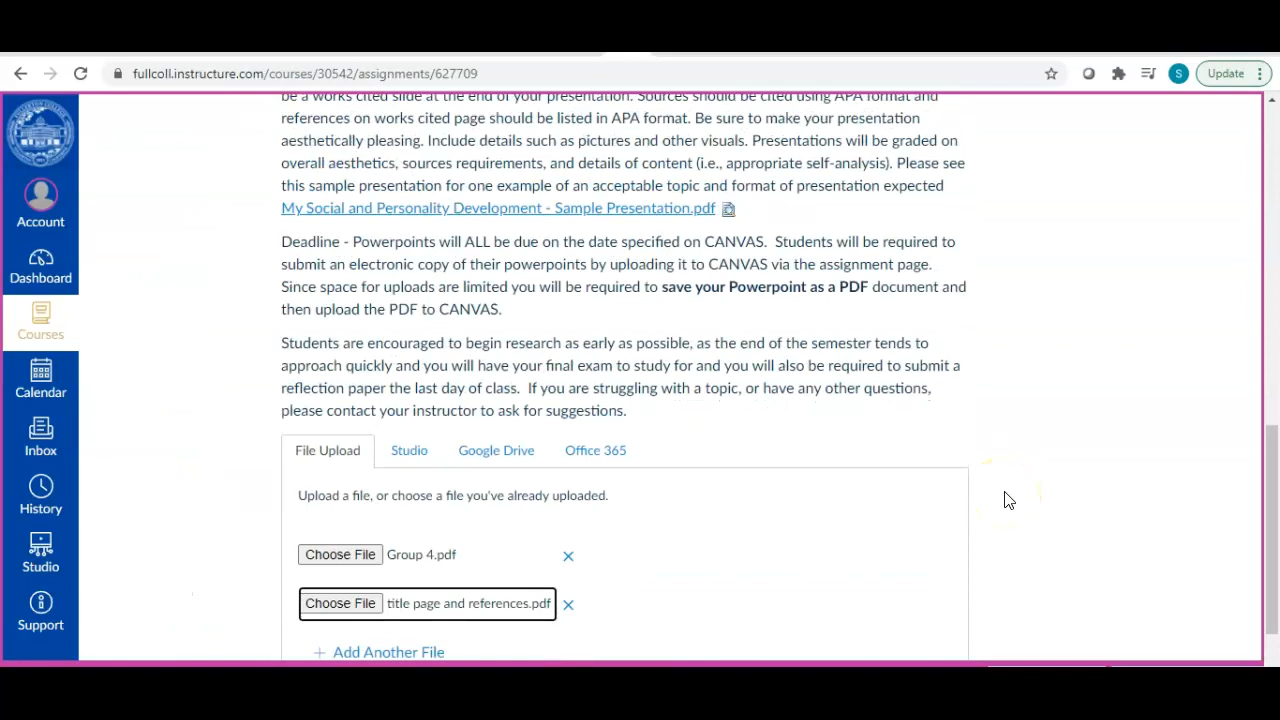 fullcoll.instructure.com/courses/30542/assignments/627709
S
Update
Account
Dashboard
Courses
Calendar
Inbox
History
Studio
Support
be a works cited slide at the end of your presentation. Sources should be cited using APA format and
references on works cited page should be listed in APA format. Be sure to make your presentation
aesthetically pleasing. Include details such as pictures and other visuals. Presentations will be graded on
overall aesthetics, sources requirements, and details of content (i.e., appropriate self-analysis). Please see
this sample presentation for one example of an acceptable topic and format of presentation expected
My Social and Personality Development - Sample Presentation.pdf
Deadline - Powerpoints will ALL be due on the date specified on CANVAS.  Students will be required to
submit an electronic copy of their powerpoints by uploading it to CANVAS via the assignment page.
Since space for uploads are limited you will be required to save your Powerpoint as a PDF document and
then upload the PDF to CANVAS.
Students are encouraged to begin research as early as possible, as the end of the semester tends to
approach quickly and you will have your final exam to study for and you will also be required to submit a
reflection paper the last day of class.  If you are struggling with a topic, or have any other questions,
please contact your instructor to ask for suggestions.
File Upload Studio Google Drive Office 365
Upload a file, or choose a file you've already uploaded.
Choose File Group 4.pdf
Choose File title page and references.pdf
+ Add Another File